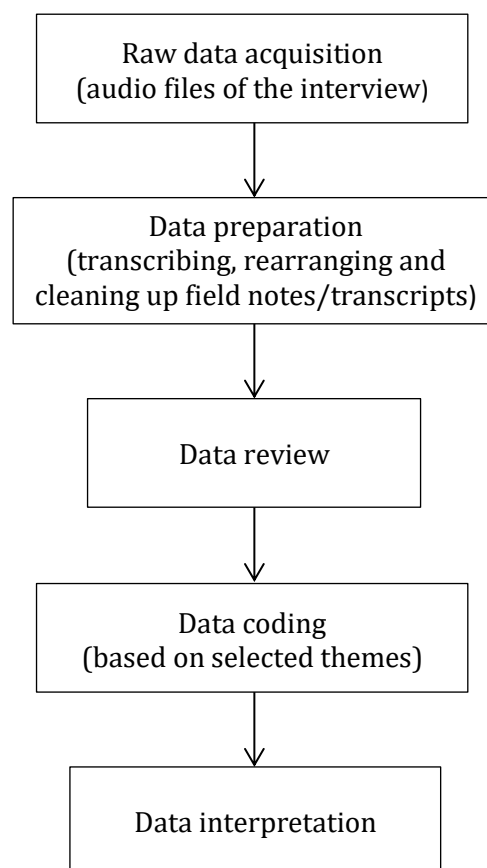 Raw data acquisition
(audio files of the interview)
Data preparation
(transcribing, rearranging and
cleaning up field notes/transcripts)
Data review
Data coding
(based on selected themes)
Data interpretation